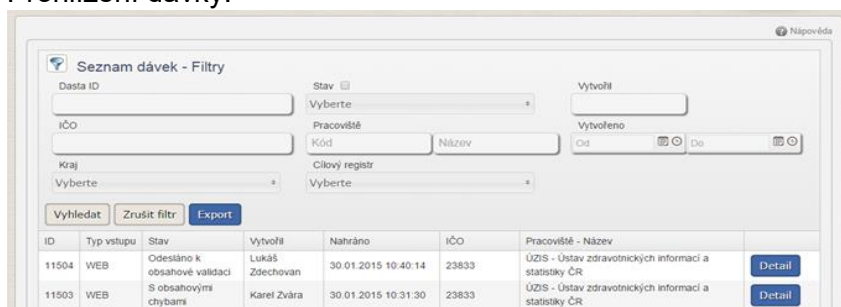 Prohlížení dávky:
Nápověda
Seznam dávek - Filtry
Dasta ID Stav Vytvořil
Vyberte
IČO Pracoviště Vytvořeno
Kód Název Od Do
Kraj Cílový registr
Vyberte Vyberte
Vyhledat Zrušit filtr Export
ID Typ vstupu Stav Vytvořil Nahráno IČO Pracoviště - Název
11504 WEB Odesláno k obsahové validaci Lukáš Zdechovan 30.01.2015 10:40:14 23833 ÚZIS - Ústav zdravotnických informací a statistiky ČR Detail
11503 WEB S obsahovými chybami Karel Zvára 30.01.2015 10:31:30 23833 ÚZIS - Ústav zdravotnických informací a statistiky ČR Detail